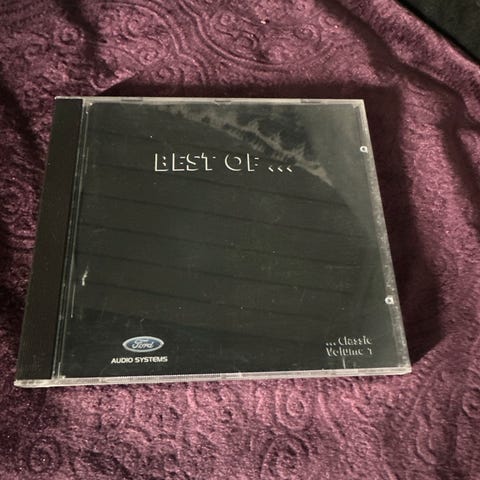 BEST OF ...
Ford
AUDIO SYSTEMS
... Classic
Volume 1